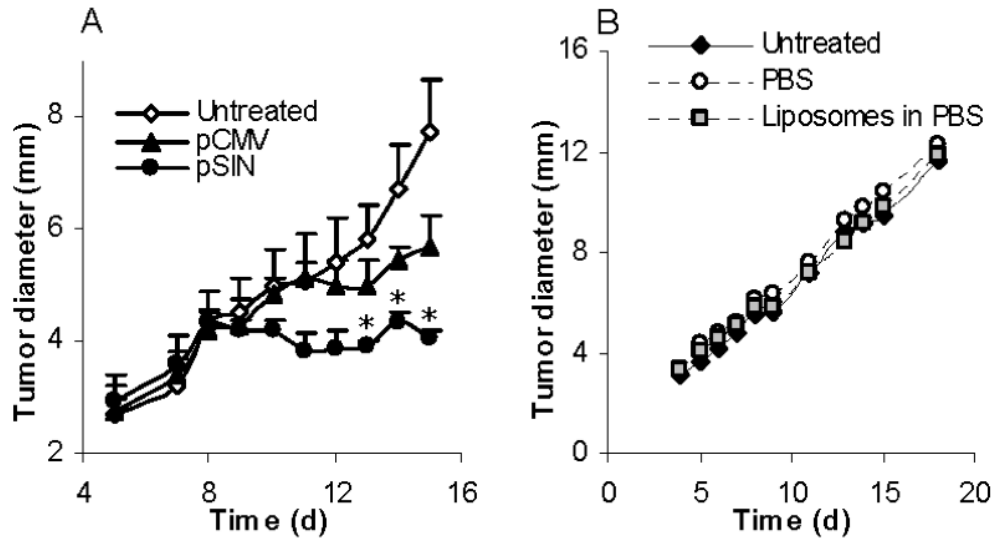 A
Untreated
pCMV
pSIN
Tumor diameter (mm)
8
6
4
2
* * *
4 8 12 16
Time (d)
B
Untreated
PBS
Liposomes in PBS
Tumor diameter (mm)
16
12
8
4
0
0 5 10 15 20
Time (d)